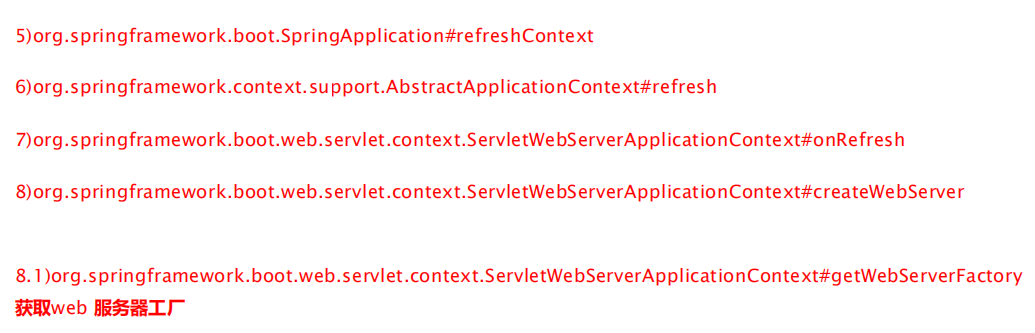 5)org.springframework.boot.SpringApplication#refreshContext
6)org.springframework.context.support.AbstractApplicationContext#refresh
7)org.springframework.boot.web.servlet.context.ServletWebServerApplicationContext#onRefresh
8)org.springframework.boot.web.servlet.context.ServletWebServerApplicationContext#createWebServer
8.1)org.springframework.boot.web.servlet.context.ServletWebServerApplicationContext#getWebServerFactory
获取web 服务器工厂